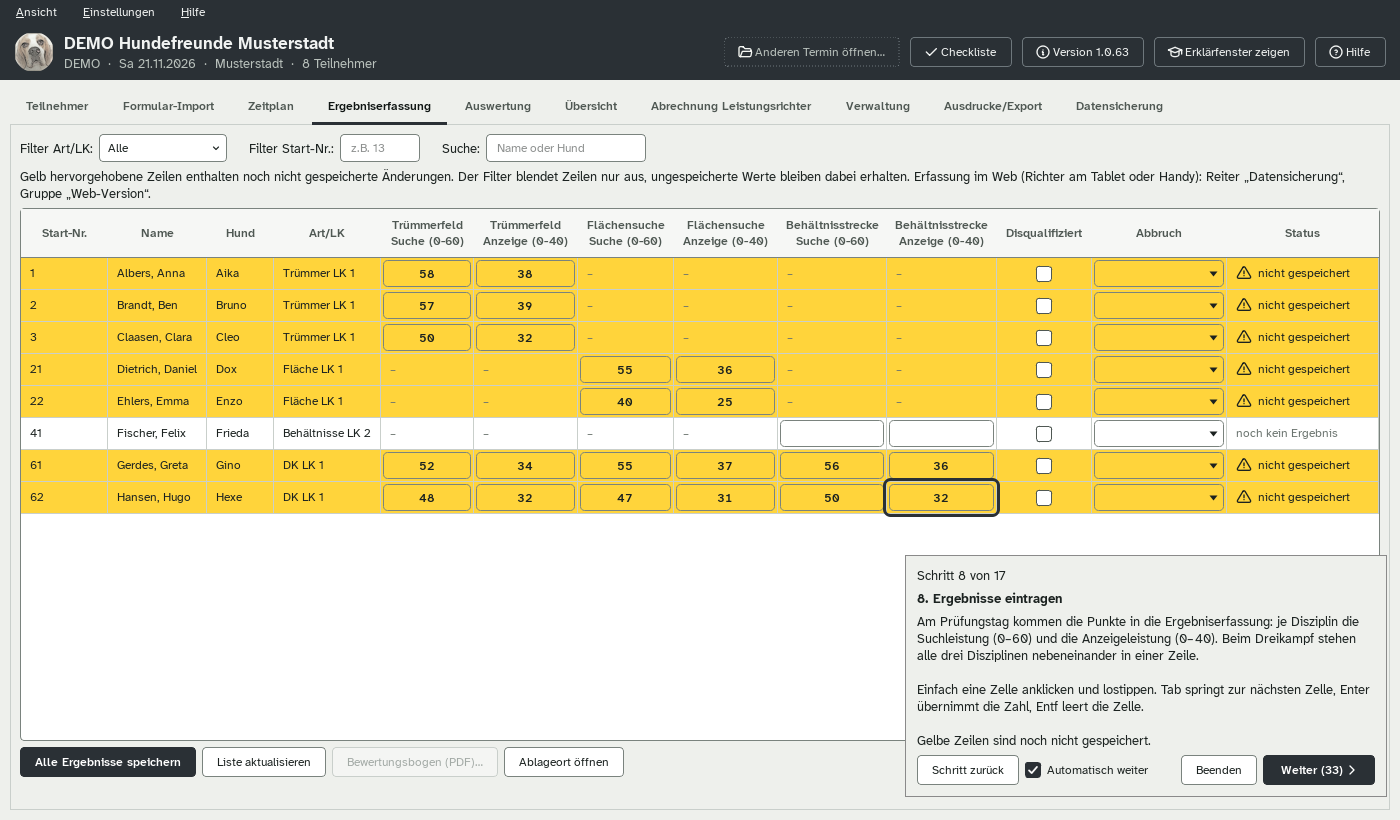 Ansicht Einstellungen Hilfe
DEMO Hundefreunde Musterstadt
DEMO · Sa 21.11.2026 · Musterstadt · 8 Teilnehmer
Anderen Termin öffnen... Checkliste Version 1.0.63 Erklärfenster zeigen Hilfe
Teilnehmer Formular-Import Zeitplan Ergebniserfassung Auswertung Übersicht Abrechnung Leistungsrichter Verwaltung Ausdrucke/Export Datensicherung
Filter Art/LK: Alle Filter Start-Nr.: z.B. 13 Suche: Name oder Hund
Gelb hervorgehobene Zeilen enthalten noch nicht gespeicherte Änderungen. Der Filter blendet Zeilen nur aus, ungespeicherte Werte bleiben dabei erhalten. Erfassung im Web (Richter am Tablet oder Handy): Reiter „Datensicherung“,
Gruppe „Web-Version“.
Start-Nr. Name Hund Art/LK Trümmerfeld Suche (0-60) Trümmerfeld Anzeige (0-40) Flächensuche Suche (0-60) Flächensuche Anzeige (0-40) Behältnisstrecke Suche (0-60) Behältnisstrecke Anzeige (0-40) Disqualifiziert Abbruch Status
1 Albers, Anna Aika Trümmer LK 1 58 38 – – – – nicht gespeichert
2 Brandt, Ben Bruno Trümmer LK 1 57 39 – – – – nicht gespeichert
3 Claasen, Clara Cleo Trümmer LK 1 50 32 – – – – nicht gespeichert
21 Dietrich, Daniel Dox Fläche LK 1 – – 55 36 – – nicht gespeichert
22 Ehlers, Emma Enzo Fläche LK 1 – – 40 25 – – nicht gespeichert
41 Fischer, Felix Frieda Behältnisse LK 2 – – – – noch kein Ergebnis
61 Gerdes, Greta Gino DK LK 1 52 34 55 37 56 36 nicht gespeichert
62 Hansen, Hugo Hexe DK LK 1 48 32 47 31 50 32 nicht gespeichert
Schritt 8 von 17
8. Ergebnisse eintragen
Am Prüfungstag kommen die Punkte in die Ergebniserfassung: je Disziplin die
Suchleistung (0–60) und die Anzeigeleistung (0–40). Beim Dreikampf stehen
alle drei Disziplinen nebeneinander in einer Zeile.
Einfach eine Zelle anklicken und lostippen. Tab springt zur nächsten Zelle, Enter
übernimmt die Zahl, Entf leert die Zelle.
Gelbe Zeilen sind noch nicht gespeichert.
Schritt zurück Automatisch weiter Beenden Weiter (33)
Alle Ergebnisse speichern Liste aktualisieren Bewertungsbogen (PDF)... Ablageort öffnen